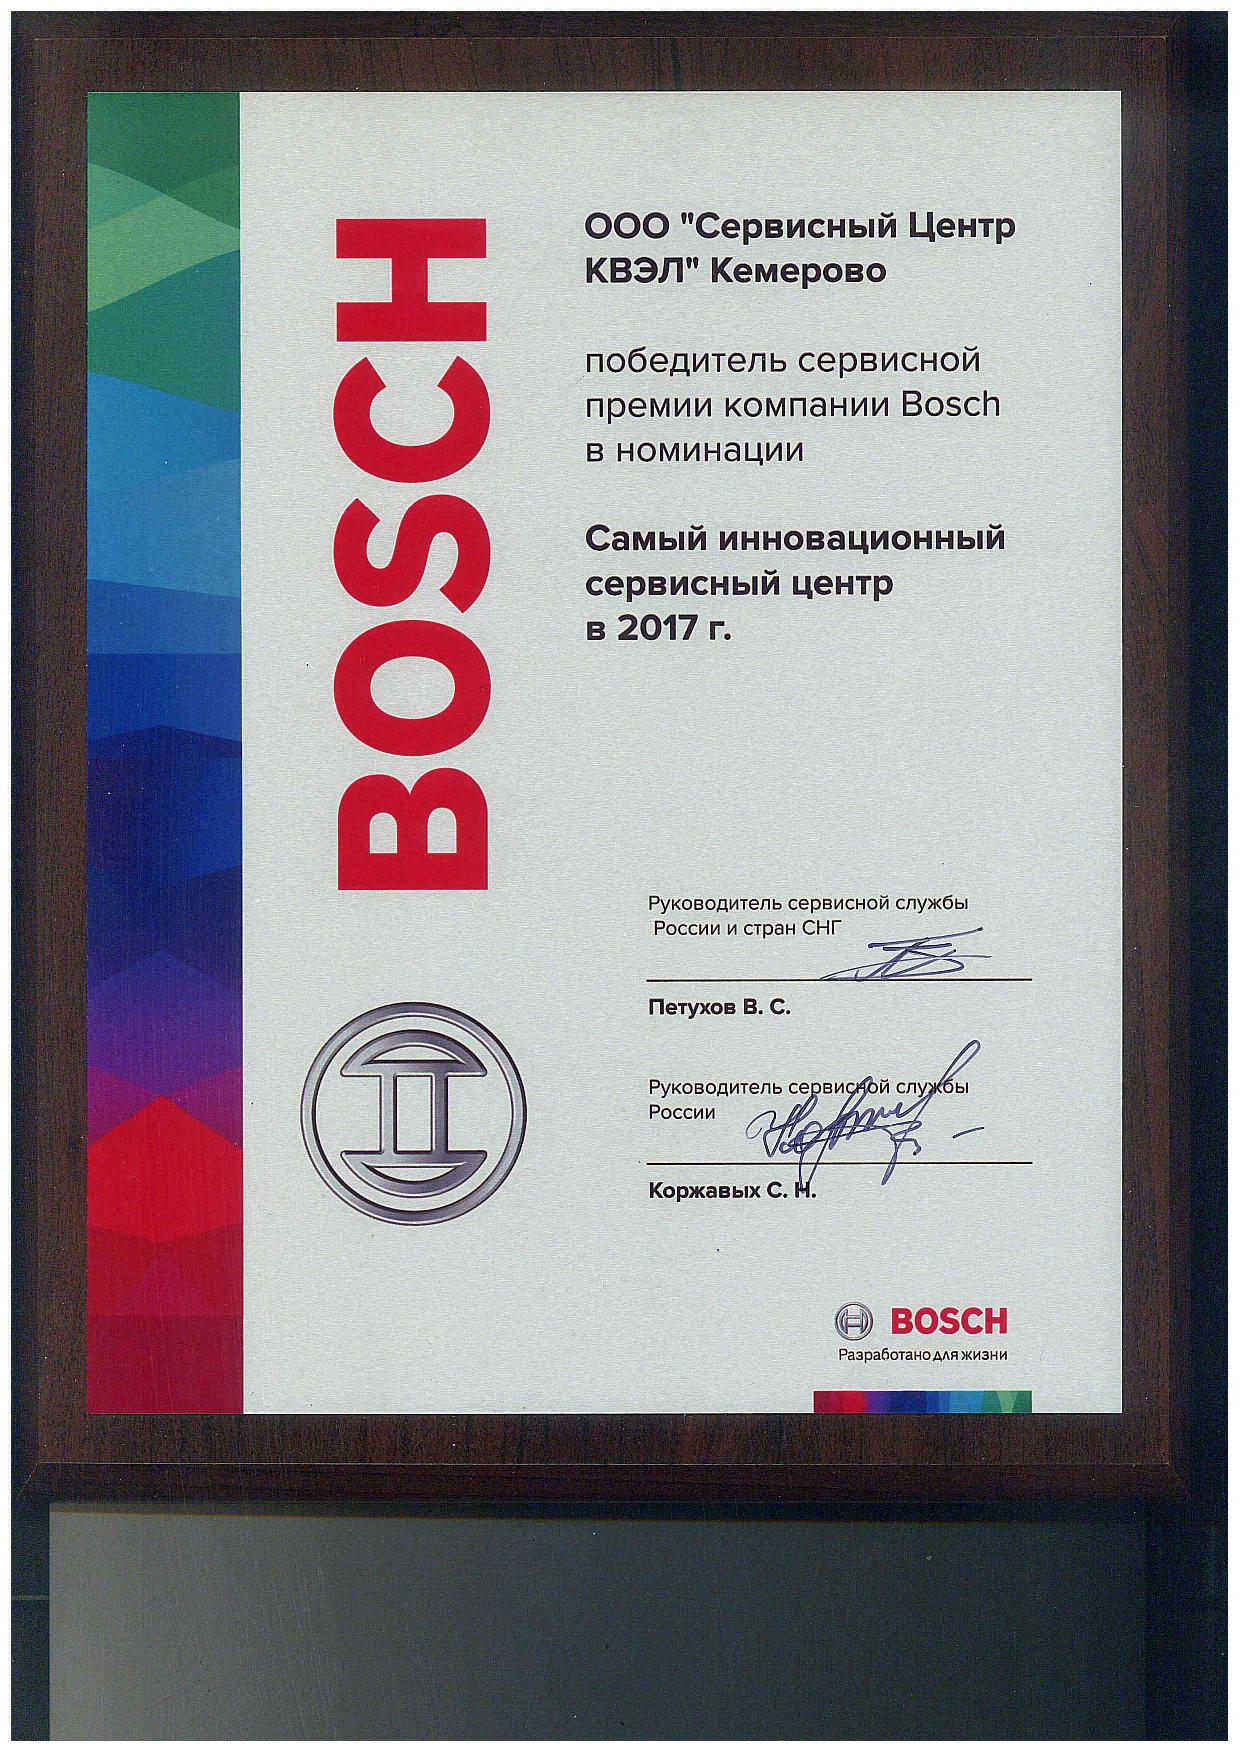 BOSCH
ООО "Сервисный Центр
КВЭЛ" Кемерово
победитель сервисной
премии компании Bosch
в номинации
Самый инновационный
сервисный центр
в 2017 г.
Руководитель сервисной службы
России и стран СНГ
Петухов В. С.
Руководитель сервисной службы
России
Коржавых С. Н.
BOSCH
Разработано для жизни